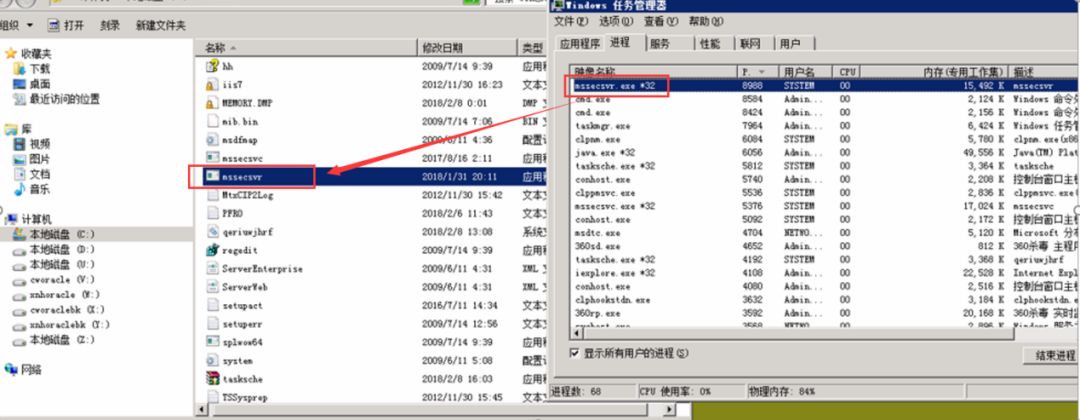 组织 打开 刻录 新建文件夹
收藏夹
下载
桌面
最近访问的位置
库
视频
图片
文档
音乐
计算机
本地磁盘 (C:)
本地磁盘 (D:)
本地磁盘 (U:)
cworacle (V:)
xnhoracle (W:)
cworaclebk (X:)
xnhoraclebk (Y:)
本地磁盘 (Z:)
网络
名称 修改日期 类型
hh 2009/7/14 9:39 应用
iis7 2012/11/30 16:23 文本文
MEMORY.DMP 2018/2/8 0:01 DMP
mib.bin 2009/7/14 7:06 BIN
msdfmap 2009/6/11 4:36 配置
mssecsvc 2017/8/16 2:11 应用
mssecsvr 2018/1/31 20:11 应用
MtxCIP2Log 2012/11/30 15:42 文本文
PFRO 2018/2/6 11:43 文本文
qeriuwjhrf 2018/2/8 13:08 系统文
regedit 2009/7/14 9:39 应用
ServerEnterprise 2009/6/11 4:31 XML
ServerWeb 2009/6/11 4:31 XML
setupact 2016/7/11 14:34 文本文
setuperr 2009/7/14 12:56 文本文
splwow64 2009/7/14 9:39 应用
system 2009/6/11 5:08 配置
tasksche 2018/2/8 16:03 应用
TSSysprep 2012/11/30 15:45 文本文
Windows 任务管理器
文件(F) 选项(O) 查看(V) 帮助(H)
应用程序 进程 服务 性能 联网 用户
映像名称 P. 用户名 CPU 内存(专用工作集) 描述
mssecsvr.exe *32 8988 SYSTEM 00 15,492 K mssecsvr
cmd.exe 8584 Admin... 00 2,124 K Windows 命令
cmd.exe 8424 Admin... 00 2,156 K Windows 命令
taskmgr.exe 7964 Admin... 00 6,424 K Windows 任务
clpnm.exe 6084 SYSTEM 00 5,780 K clpnm.exe(x86
java.exe *32 6056 Admin... 00 49,556 K Java(TM) Plat
tasksche.exe *32 5812 SYSTEM 00 3,364 K tasksche
conhost.exe 5740 Admin... 00 2,208 K 控制台窗口主
clppmsvc.exe 5536 SYSTEM 00 2,836 K clppmsvc.exe
mssecsvc.exe *32 5376 SYSTEM 00 17,024 K mssecsvc
conhost.exe 5092 SYSTEM 00 2,172 K 控制台窗口主
msdtc.exe 4704 NETWO... 00 5,120 K Microsoft 分
360sd.exe 4652 Admin... 00 812 K 360杀毒 主程
tasksche.exe *32 4192 SYSTEM 00 3,368 K qeriuwjhrf
iexplore.exe *32 4108 Admin... 00 22,528 K Internet Expl
conhost.exe 4080 Admin... 00 2,516 K 控制台窗口主
clphookstdn.exe 3632 Admin... 00 3,184 K clphookstdn.e
360rp.exe 3592 Admin... 00 20,168 K 360杀毒 实时
svchost.exe 3568 NETWO... 00 2,896 K Windows 服务
显示所有用户的进程(S) 结束进程
进程数: 68 CPU 使用率: 0% 物理内存: 84%